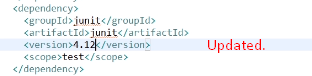 <dependency>
<groupId>junit</groupId>
<artifactId>junit</artifactId>
<version>4.12</version> Updated.
<scope>test</scope>
</dependency>